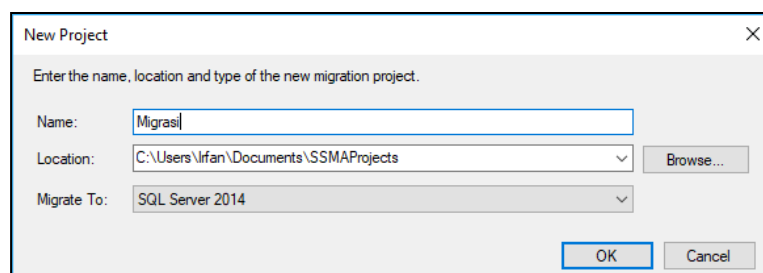 New Project
Enter the name, location and type of the new migration project.
Name: Migrasi
Location: C:\Users\Irfan\Documents\SSMAProjects Browse...
Migrate To: SQL Server 2014
OK Cancel